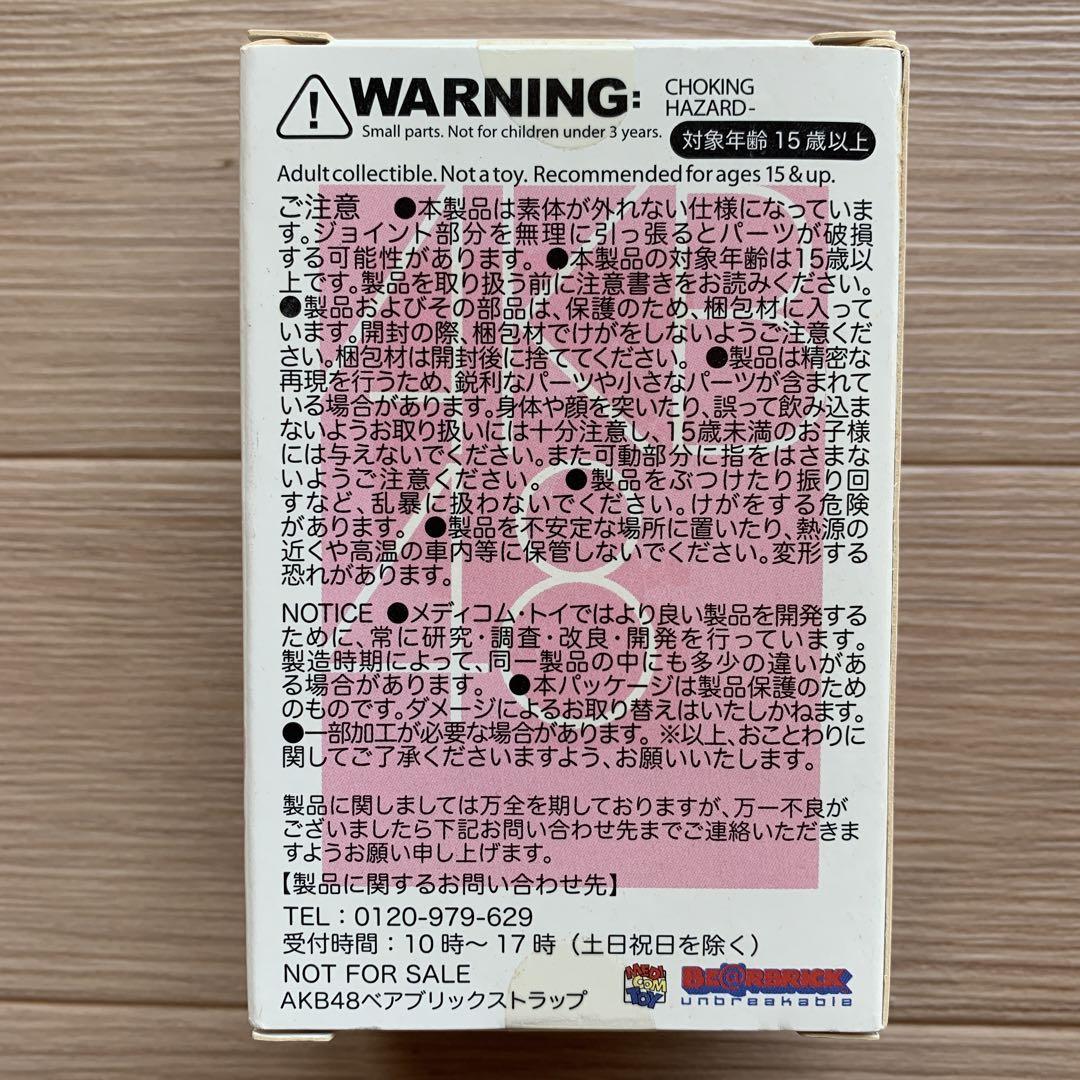 WARNING: CHOKING HAZARD-
Small parts. Not for children under 3 years.
対象年齢 15 歳以上
Adult collectible. Not a toy. Recommended for ages 15 & up.
ご注意 ●本製品は素体が外れない仕様になっていま
す。ジョイント部分を無理に引っ張るとパーツが破損
する可能性があります。●本製品の対象年齢は15歳以
上です。製品を取り扱う前に注意書きをお読みください。
●製品およびその部品は、保護のため、梱包材に入って
います。開封の際、梱包材でけがをしないようご注意くだ
さい。梱包材は開封後に捨ててください。 ●製品は精密な
再現を行うため、鋭利なパーツや小さなパーツが含まれて
いる場合があります。身体や顔を突いたり、誤って飲み込ま
ないようお取り扱いには十分注意し、15歳未満のお子様
には与えないでください。また可動部分に指をはさまな
いようご注意ください。 ●製品をぶつけたり振り回
すなど、乱暴に扱わないでください。けがをする危険
があります。 ●製品を不安定な場所に置いたり、熱源の
近くや高温の車内等に保管しないでください。変形する
恐れがあります。
NOTICE ●メディコム・トイではより良い製品を開発する
ために、常に研究・調査・改良・開発を行っています。
製造時期によって、同一製品の中にも多少の違いがあ
る場合があります。 ●本パッケージは製品保護のため
のものです。ダメージによるお取り替えはいたしかねます。
●一部加工が必要な場合があります。※以上、おことわりに
関してご了承くださいますよう、お願いいたします。
製品に関しましては万全を期しておりますが、万一不良が
ございましたら下記お問い合わせ先までご連絡いただきま
すようお願い申し上げます。
【製品に関するお問い合わせ先】
TEL：0120-979-629
受付時間：10 時〜 17 時（土日祝日を除く）
NOT FOR SALE
AKB48ベアブリックストラップ
MEDI COM TOY
BE@RBRICK
unbreakable
AKB
48